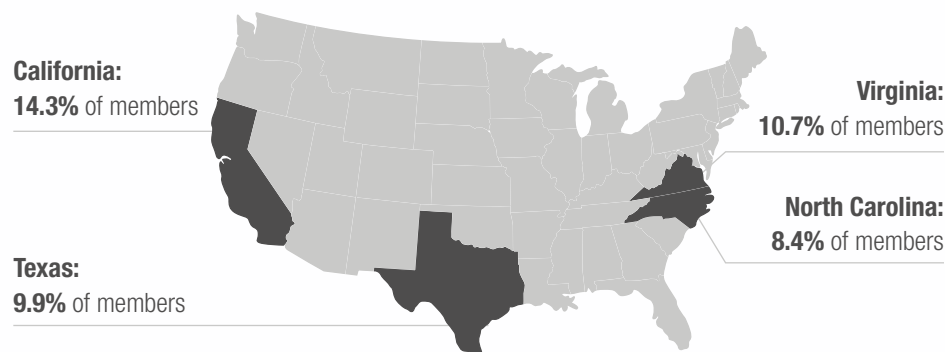 California:
14.3% of members
Virginia:
10.7% of members
North Carolina:
8.4% of members
Texas:
9.9% of members